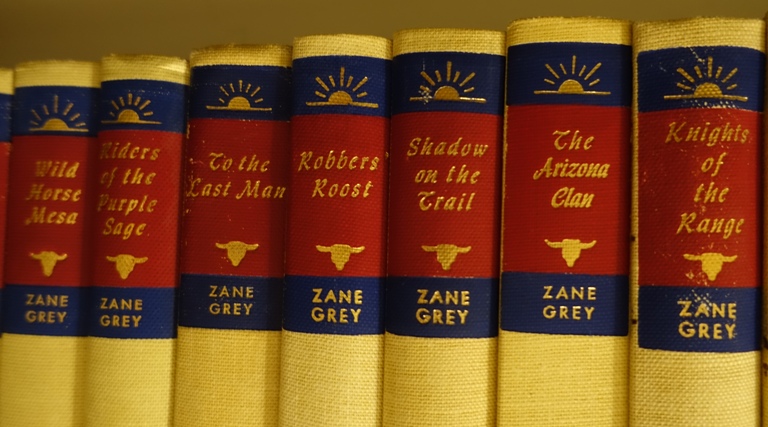 Wild
Horse
Mesa
ZANE
GREY
Riders
of the
Purple
Sage
ZANE
GREY
To the
Last Man
ZANE
GREY
Robbers
Roost
ZANE
GREY
Shadow
on the
Trail
ZANE
GREY
The
Arizona
Clan
ZANE
GREY
Knights
of
the
Range
ZANE
GREY